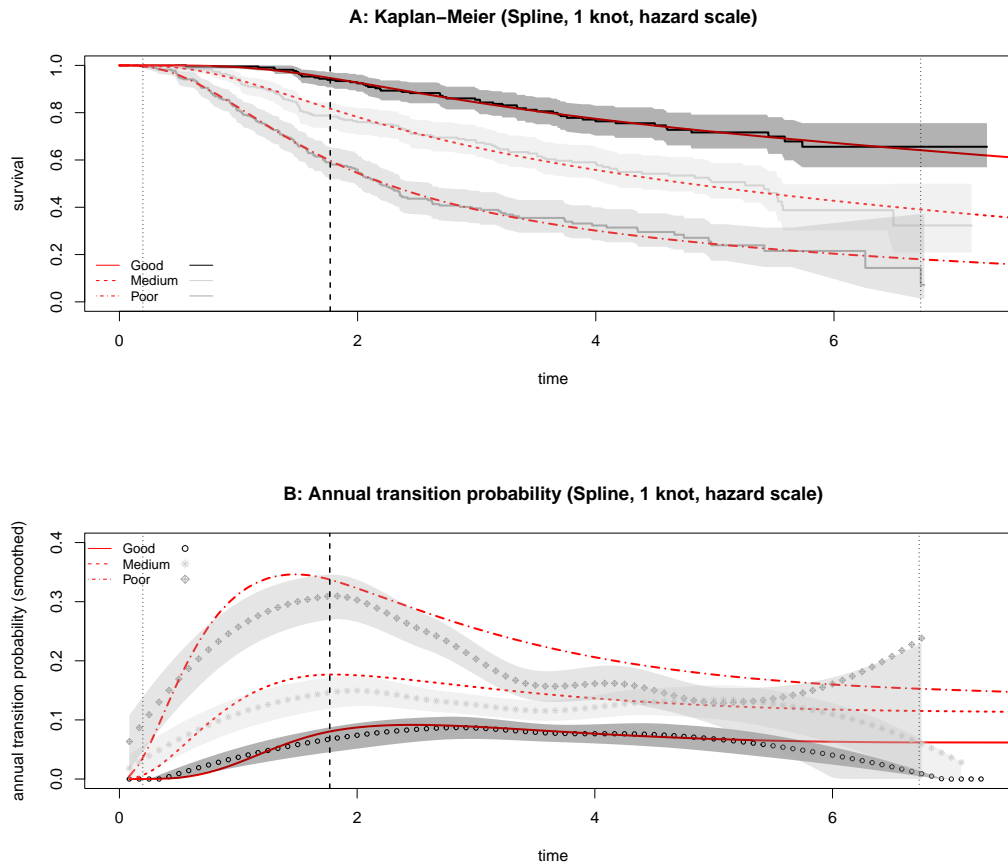 A: Kaplan−Meier (Spline, 1 knot, hazard scale)
survival
1.0
0.8
0.6
0.4
0.2
0.0
Good
Medium
Poor
0 2 4 6
time
B: Annual transition probability (Spline, 1 knot, hazard scale)
annual transition probability (smoothed)
0.4
0.3
0.2
0.1
0.0
Good
Medium
Poor
0 2 4 6
time